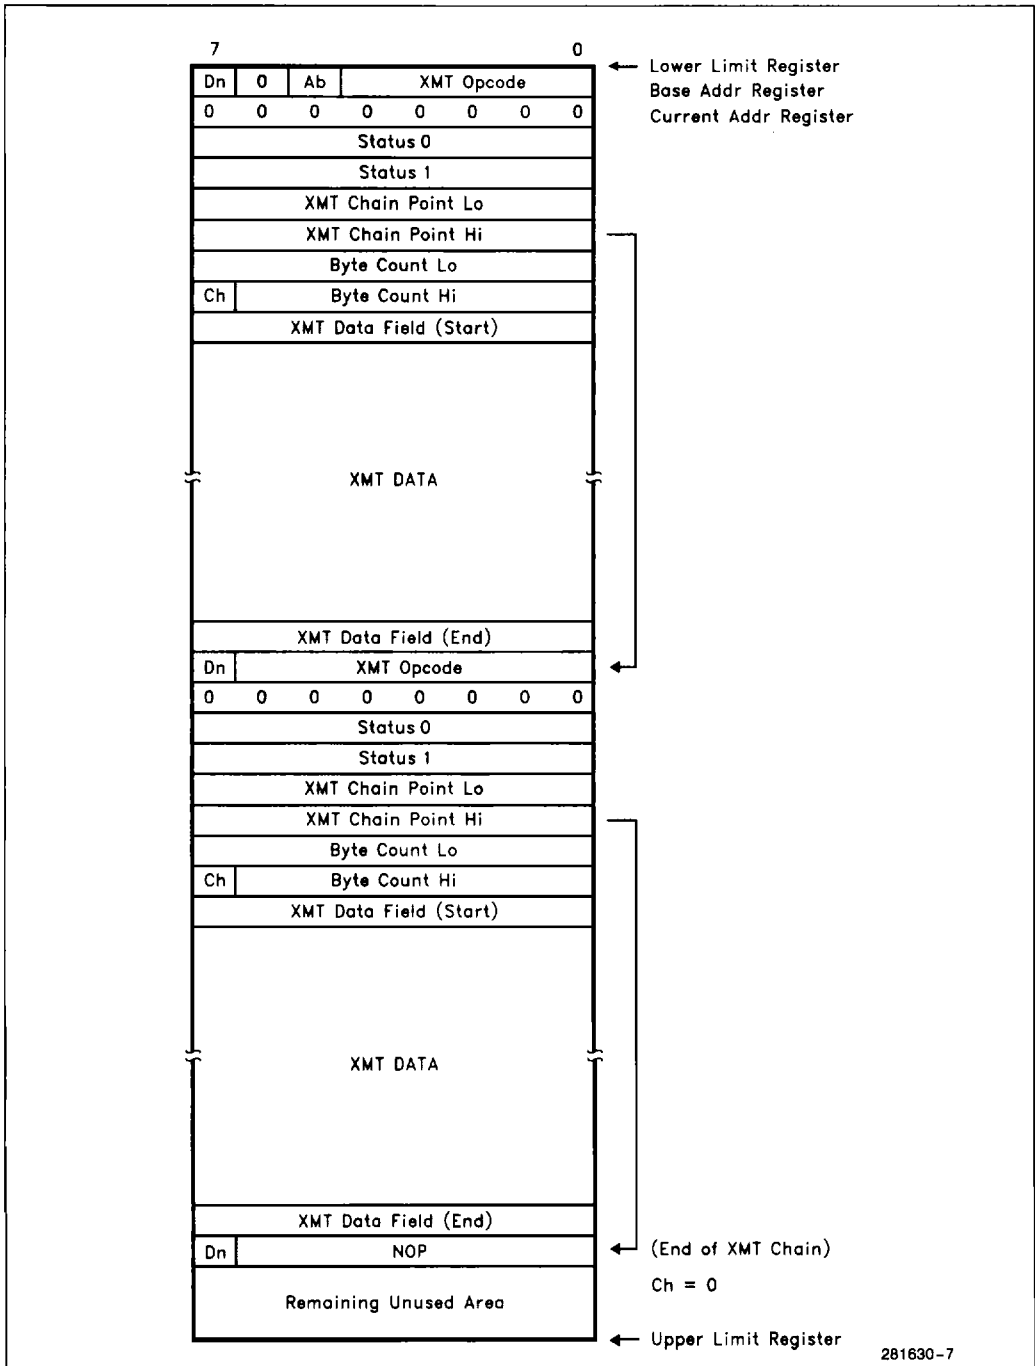 7 0
Dn 0 Ab XMT Opcode
0 0 0 0 0 0 0 0
Status 0
Status 1
XMT Chain Point Lo
XMT Chain Point Hi
Byte Count Lo
Ch Byte Count Hi
XMT Data Field (Start)
XMT DATA
XMT Data Field (End)
Dn XMT Opcode
0 0 0 0 0 0 0 0
Status 0
Status 1
XMT Chain Point Lo
XMT Chain Point Hi
Byte Count Lo
Ch Byte Count Hi
XMT Data Field (Start)
XMT DATA
XMT Data Field (End)
Dn NOP
Remaining Unused Area
Lower Limit Register
Base Addr Register
Current Addr Register
(End of XMT Chain)
Ch = 0
Upper Limit Register
281630-7